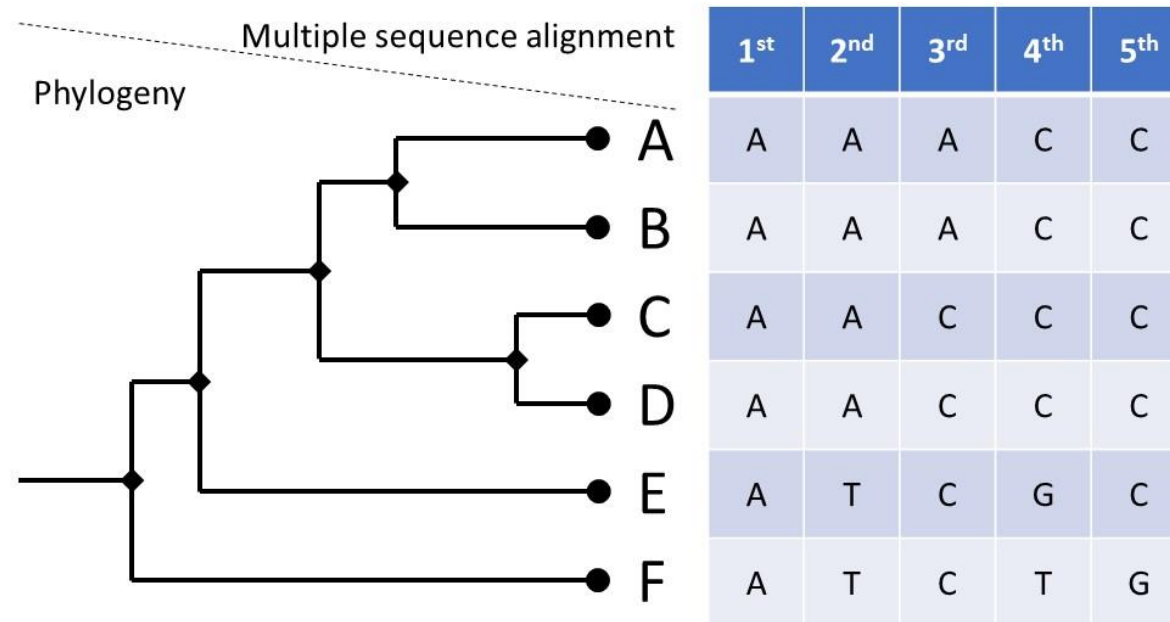 Multiple sequence alignment
Phylogeny
1st 2nd 3rd 4th 5th
A A A A C C
B A A A C C
C A A C C C
D A A C C C
E A T C G C
F A T C T G